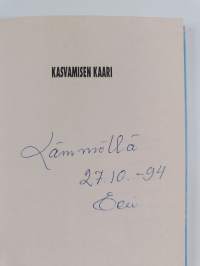 KASVAMISEN KAARI
Lämmöllä
27.10. -94
Eeu